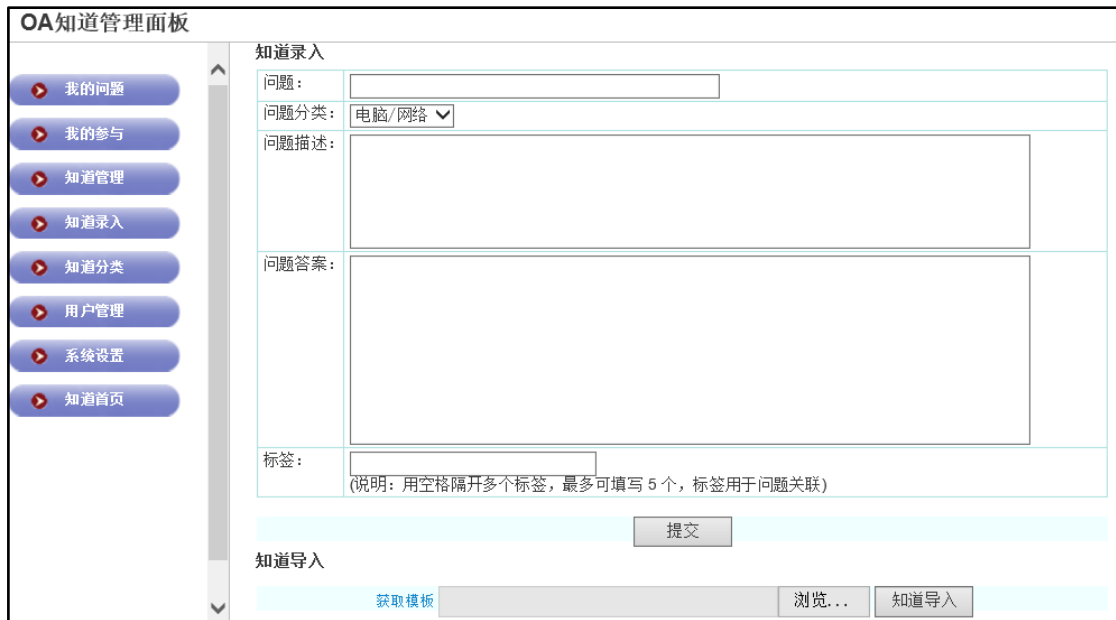 OA知道管理面板
我的问题
我的参与
知道管理
知道录入
知道分类
用户管理
系统设置
知道首页
知道录入
问题：
问题分类： 电脑/网络
问题描述：
问题答案：
标签：
(说明：用空格隔开多个标签，最多可填写 5 个，标签用于问题关联)
提交
知道导入
获取模板 浏览... 知道导入